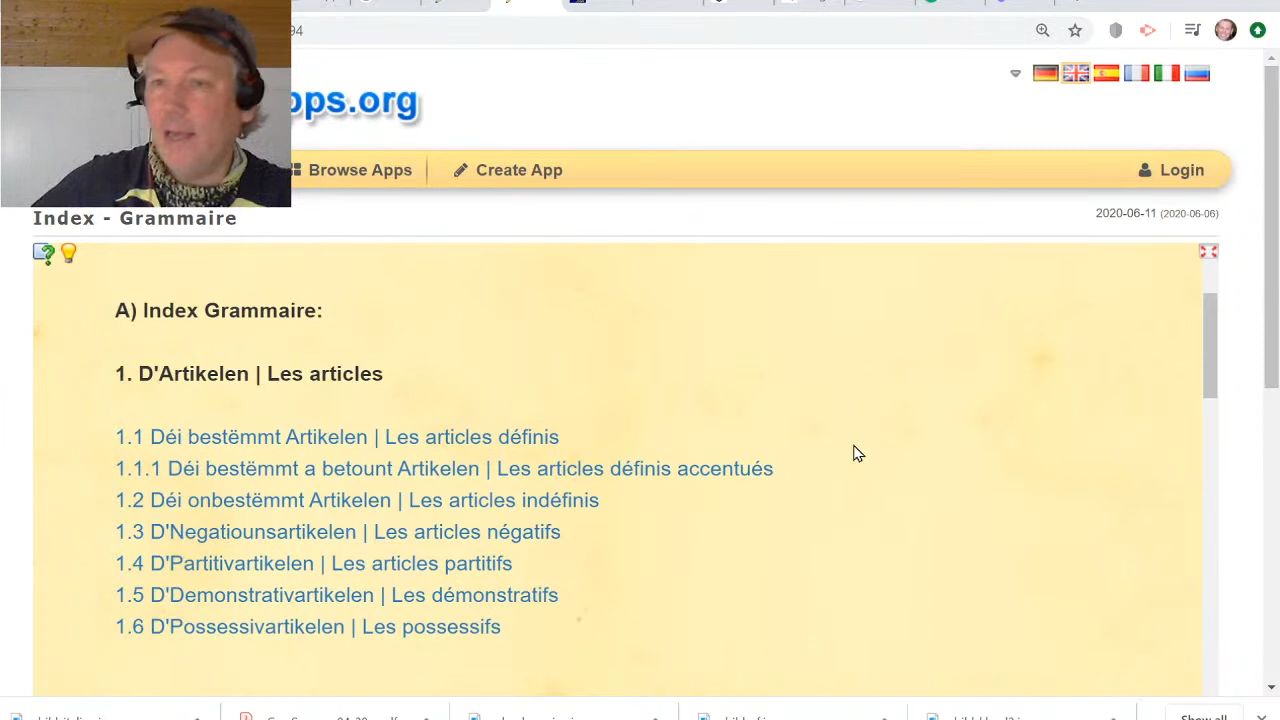 94
pps.org
Browse Apps
Create App
Login
Index - Grammaire
2020-06-11 (2020-06-06)
A) Index Grammaire:
1. D'Artikelen | Les articles
1.1 Déi bestëmmt Artikelen | Les articles définis
1.1.1 Déi bestëmmt a betount Artikelen | Les articles définis accentués
1.2 Déi onbestëmmt Artikelen | Les articles indéfinis
1.3 D'Negatiounsartikelen | Les articles négatifs
1.4 D'Partitivartikelen | Les articles partitifs
1.5 D'Demonstrativartikelen | Les démonstratifs
1.6 D'Possessivartikelen | Les possessifs
Show all